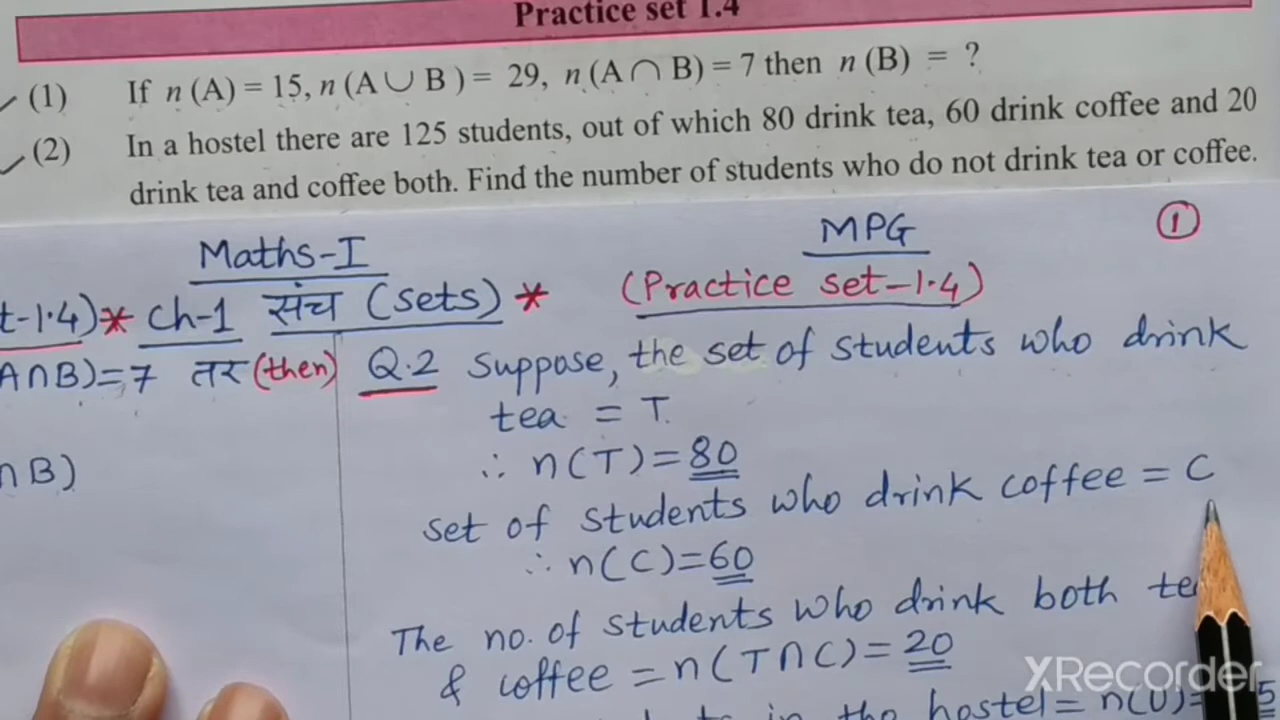 Practice set 1.4
(1) If n (A) = 15, n (A ∪ B ) = 29, n (A ∩ B) = 7 then n (B) = ?
(2) In a hostel there are 125 students, out of which 80 drink tea, 60 drink coffee and 20
drink tea and coffee both. Find the number of students who do not drink tea or coffee.
Maths-I MPG ①
t-1.4)* Ch-1 संच (sets) * (Practice set-1.4)
A∩B)=7 तर (then) Q.2 Suppose, the set of students who drink
tea = T.
∴ n(T)=80
∩B)
set of students who drink coffee = C
∴ n(C)=60
The no. of students who drink both te
& coffee = n(T∩C)=20
in the hostel= n(U)= 5
XRecorder